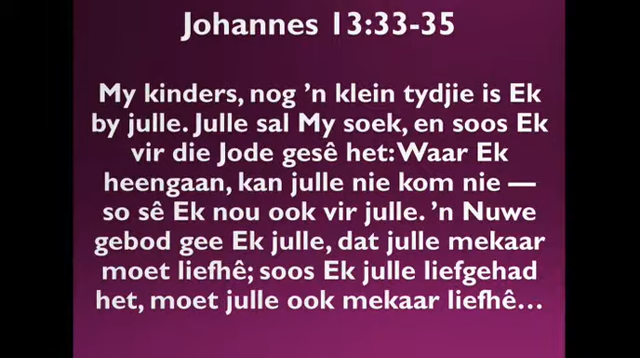 Johannes 13:33-35
My kinders, nog ’n klein tydjie is Ek
by julle. Julle sal My soek, en soos Ek
vir die Jode gesê het: Waar Ek
heengaan, kan julle nie kom nie —
so sê Ek nou ook vir julle. ’n Nuwe
gebod gee Ek julle, dat julle mekaar
moet liefhê; soos Ek julle liefgehad
het, moet julle ook mekaar liefhê...